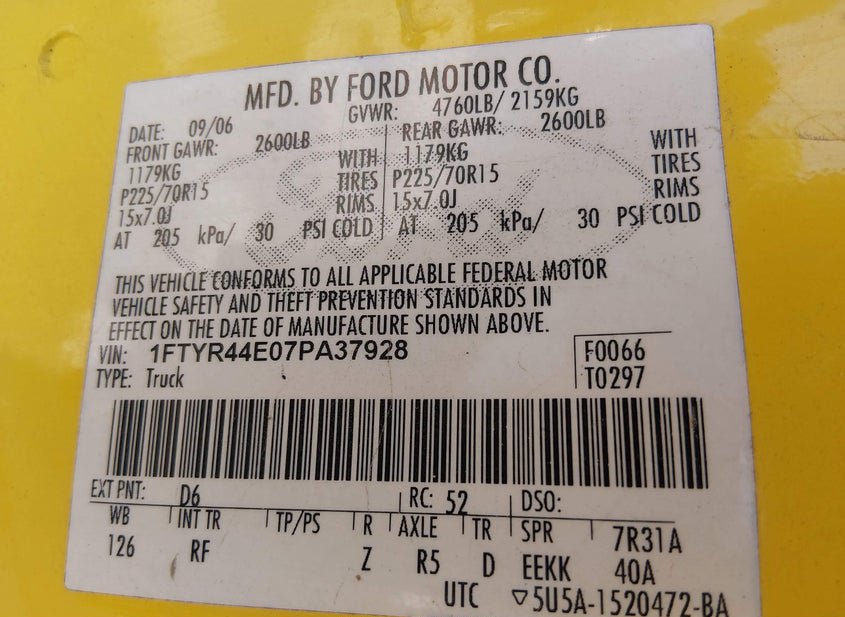 MFD. BY FORD MOTOR CO.
DATE: 09/06 GVWR: 4760LB/ 2159KG
FRONT GAWR: 2600LB REAR GAWR: 2600LB
1179KG WITH 1179KG WITH
P225/70R15 TIRES P225/70R15 TIRES
15x7.0J RIMS 15x7.0J RIMS
AT 205 kPa/ 30 PSI COLD AT 205 kPa/ 30 PSI COLD
THIS VEHICLE CONFORMS TO ALL APPLICABLE FEDERAL MOTOR
VEHICLE SAFETY AND THEFT PREVENTION STANDARDS IN
EFFECT ON THE DATE OF MANUFACTURE SHOWN ABOVE.
VIN: 1FTYR44E07PA37928 F0066
TYPE: Truck T0297
EXT PNT: D6 RC: 52 DSO:
WB INT TR TP/PS R AXLE TR SPR 7R31A
126 RF Z R5 D EEKK 40A
UTC ▽5U5A-1520472-BA